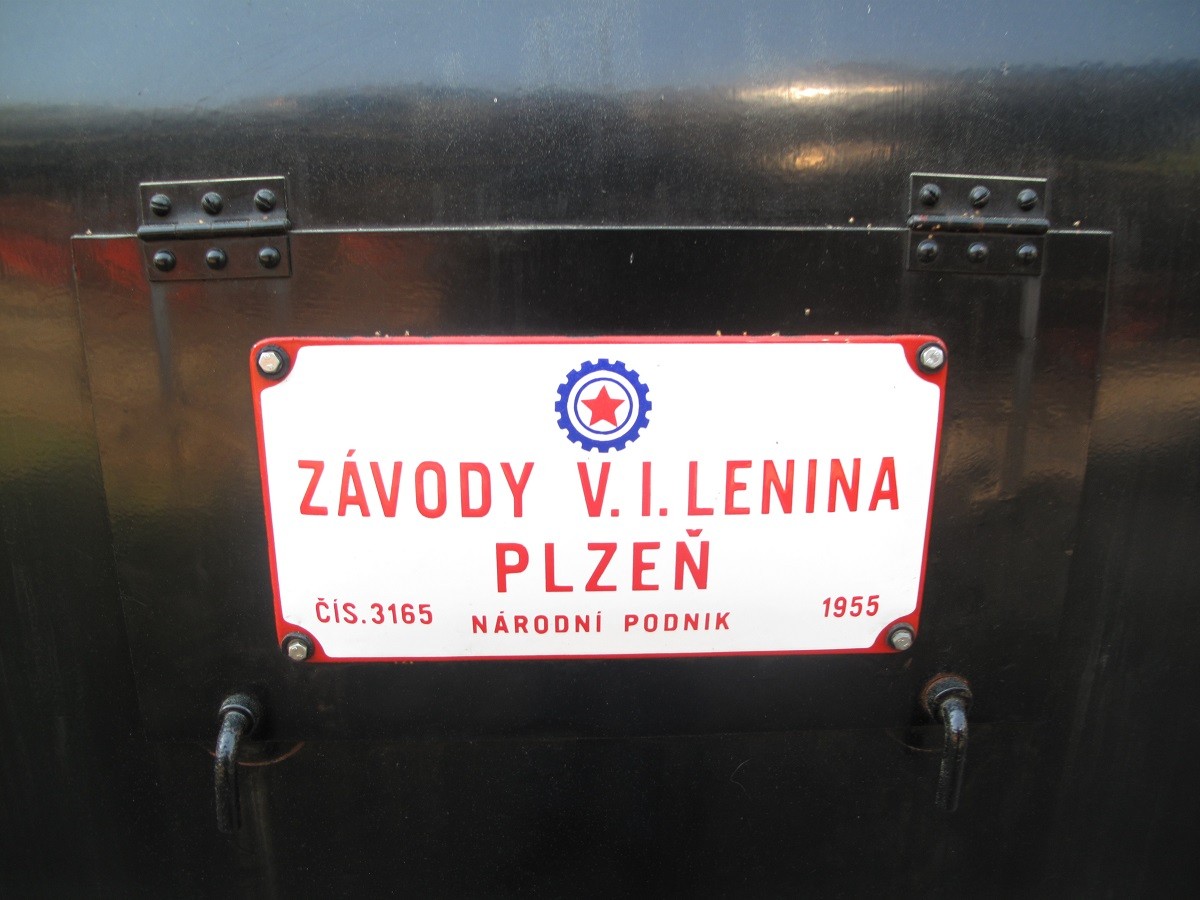 ZÁVODY V. I. LENINA
PLZEŇ
ČÍS. 3165 NÁRODNÍ PODNIK 1955